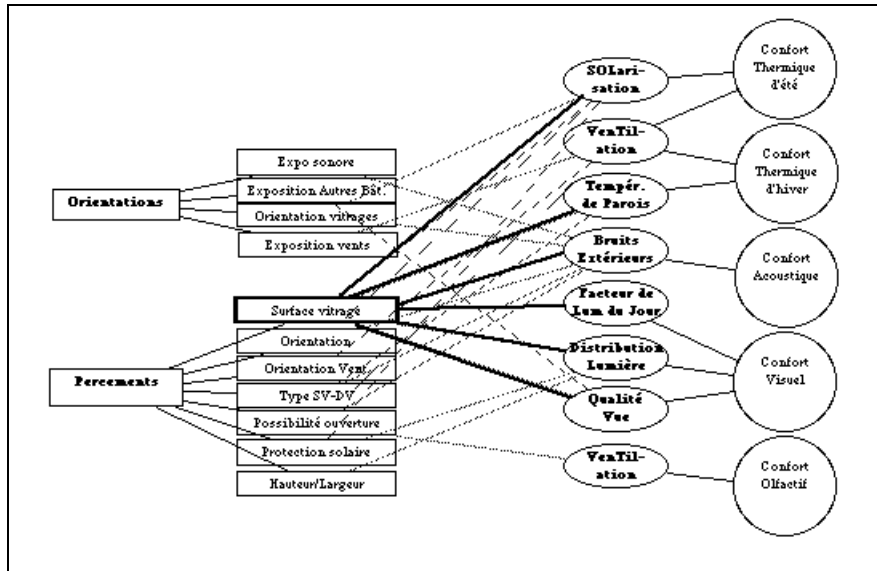 Orientations
Percements
Expo sonore
Exposition Autres Bât.
Orientation vitrages
Exposition vents
Surface vitragé
Orientation
Orientation Vent.
Type SV-DV
Possibilité ouverture
Protection solaire
Hauteur/Largeur
SOLari-
sation
VenTil-
ation
Tempér.
de Parois
Bruits
Extérieurs
Facteur de
Lum du Jour
Distribution
Lumière
Qualité
Vue
VenTil-
ation
Confort
Thermique
d'été
Confort
Thermique
d'hiver
Confort
Acoustique
Confort
Visuel
Confort
Olfactif